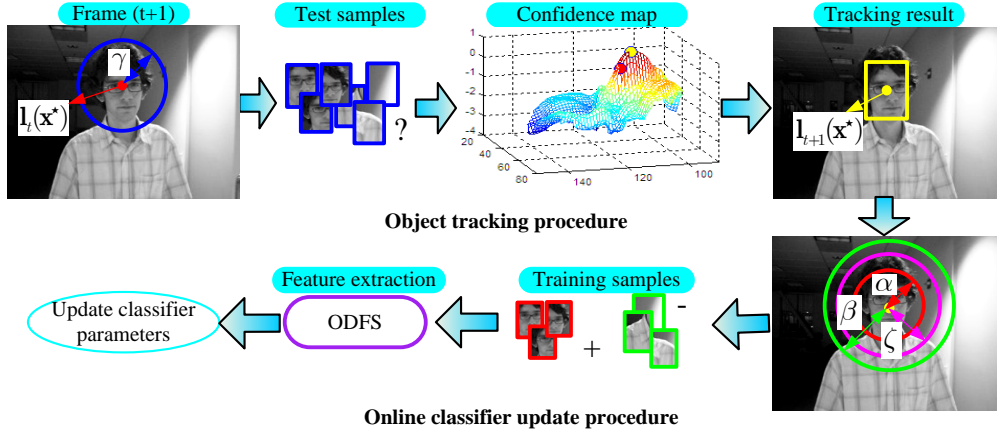 Frame (t+1)
Test samples
Confidence map
Tracking result
γ
l_t(x*)
?
1
0
-1
-2
-3
-4
20
40
60
80
140
120
100
l_{t+1}(x*)
Object tracking procedure
Feature extraction
Training samples
Update classifier
parameters
ODFS
+
-
α
β
ζ
Online classifier update procedure